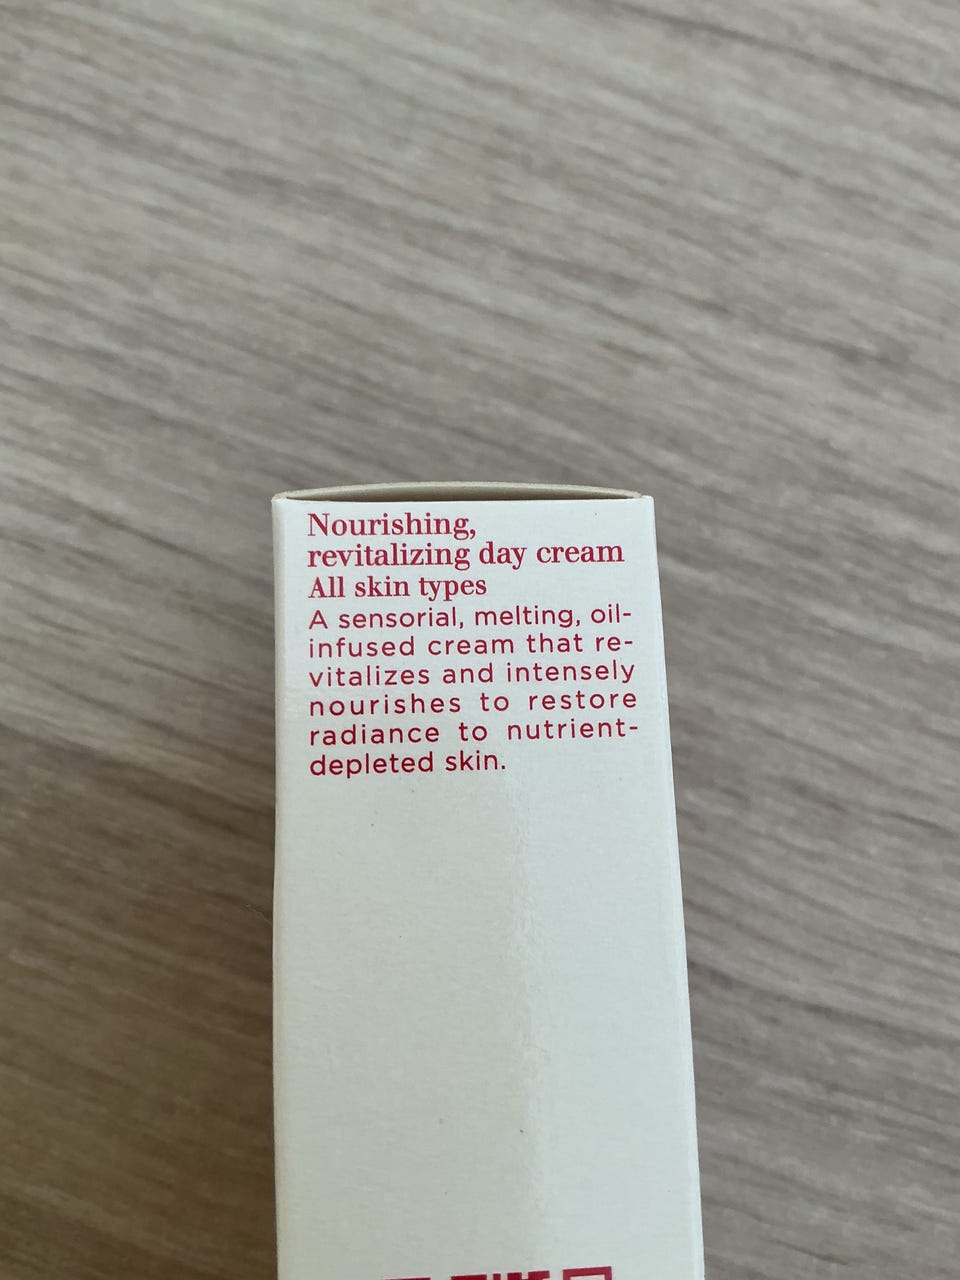 Nourishing,
revitalizing day cream
All skin types
A sensorial, melting, oil-
infused cream that re-
vitalizes and intensely
nourishes to restore
radiance to nutrient-
depleted skin.